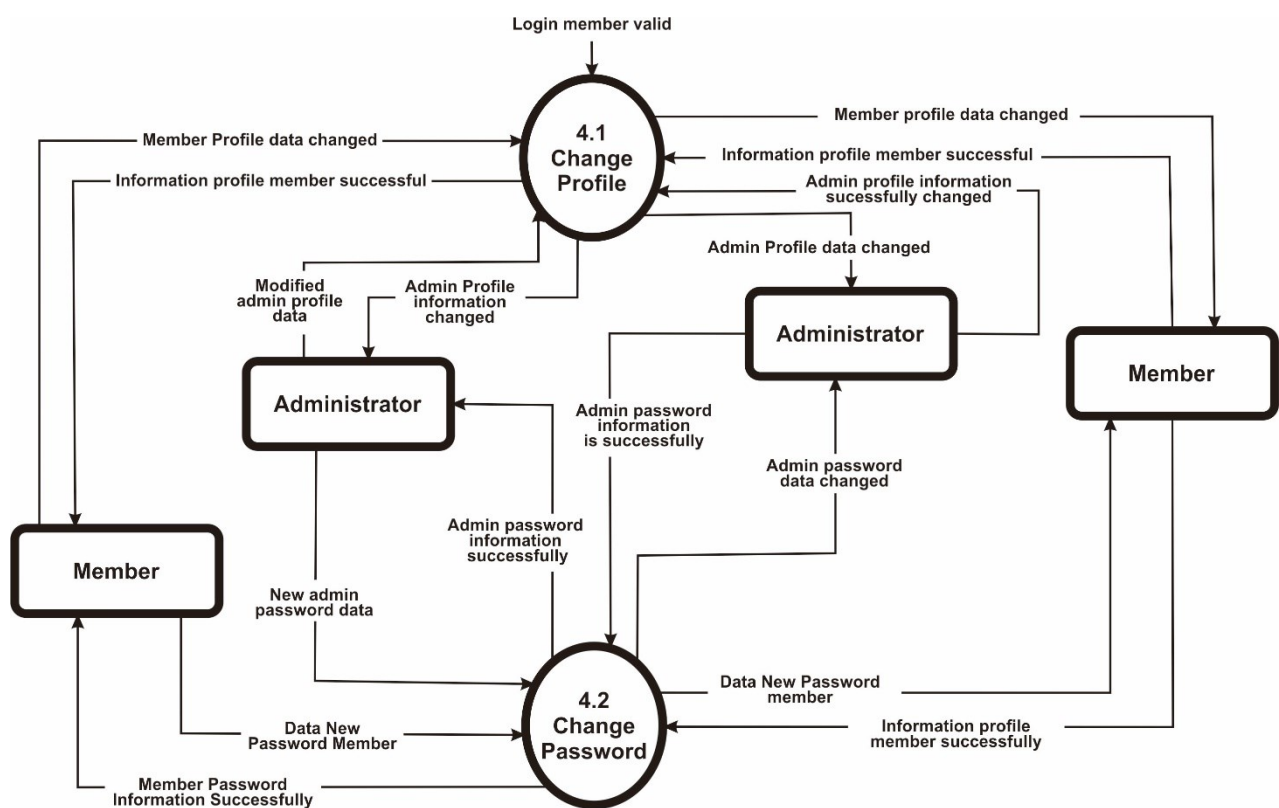 Login member valid
4.1
Change
Profile
Member Profile data changed
Member profile data changed
Information profile member successful
Information profile member successful
Admin profile information
sucessfully changed
Admin Profile data changed
Modified
admin profile
data
Admin Profile
information
changed
Administrator
Administrator
Member
Admin password
information
is successfully
Admin password
data changed
Admin password
information
successfully
Member
New admin
password data
4.2
Change
Password
Data New Password
member
Data New
Password Member
Information profile
member successfully
Member Password
Information Successfully